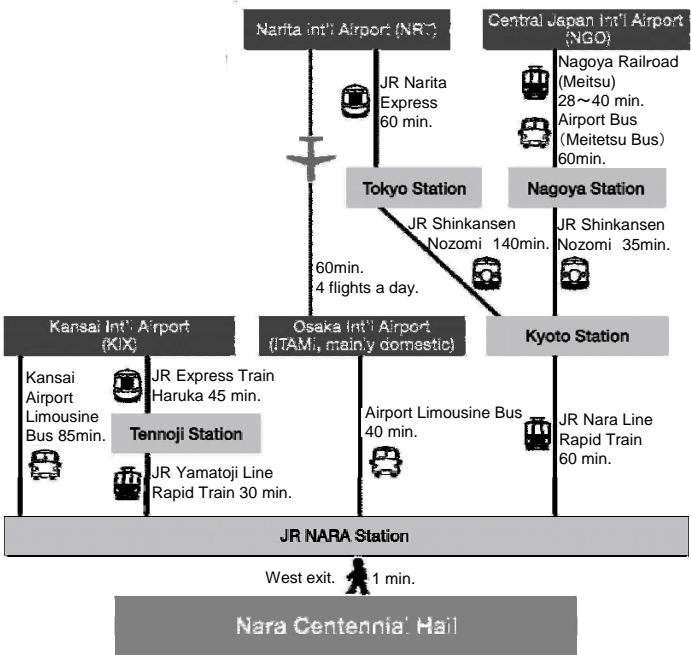 Narita Int'l Airport (NRT)
Central Japan Int'l Airport
(NGO)
JR Narita
Express
60 min.
Nagoya Railroad
(Meitsu)
28～40 min.
Airport Bus
(Meitetsu Bus)
60min.
Tokyo Station
Nagoya Station
JR Shinkansen
Nozomi 140min.
JR Shinkansen
Nozomi 35min.
60min.
4 flights a day.
Kansai Int'l Airport
(KIX)
Osaka Int'l Airport
(ITAMI, mainly domestic)
Kyoto Station
Kansai
Airport
Limousine
Bus 85min.
JR Express Train
Haruka 45 min.
Tennoji Station
JR Yamatoji Line
Rapid Train 30 min.
Airport Limousine Bus
40 min.
JR Nara Line
Rapid Train
60 min.
JR NARA Station
West exit.
1 min.
Nara Centennial Hall